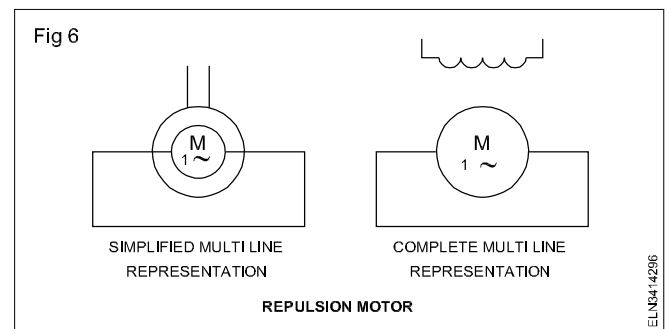 Fig 6
M
1 ~
M
1 ~
SIMPLIFIED MULTI LINE
REPRESENTATION
COMPLETE MULTI LINE
REPRESENTATION
REPULSION MOTOR
ELN3414296